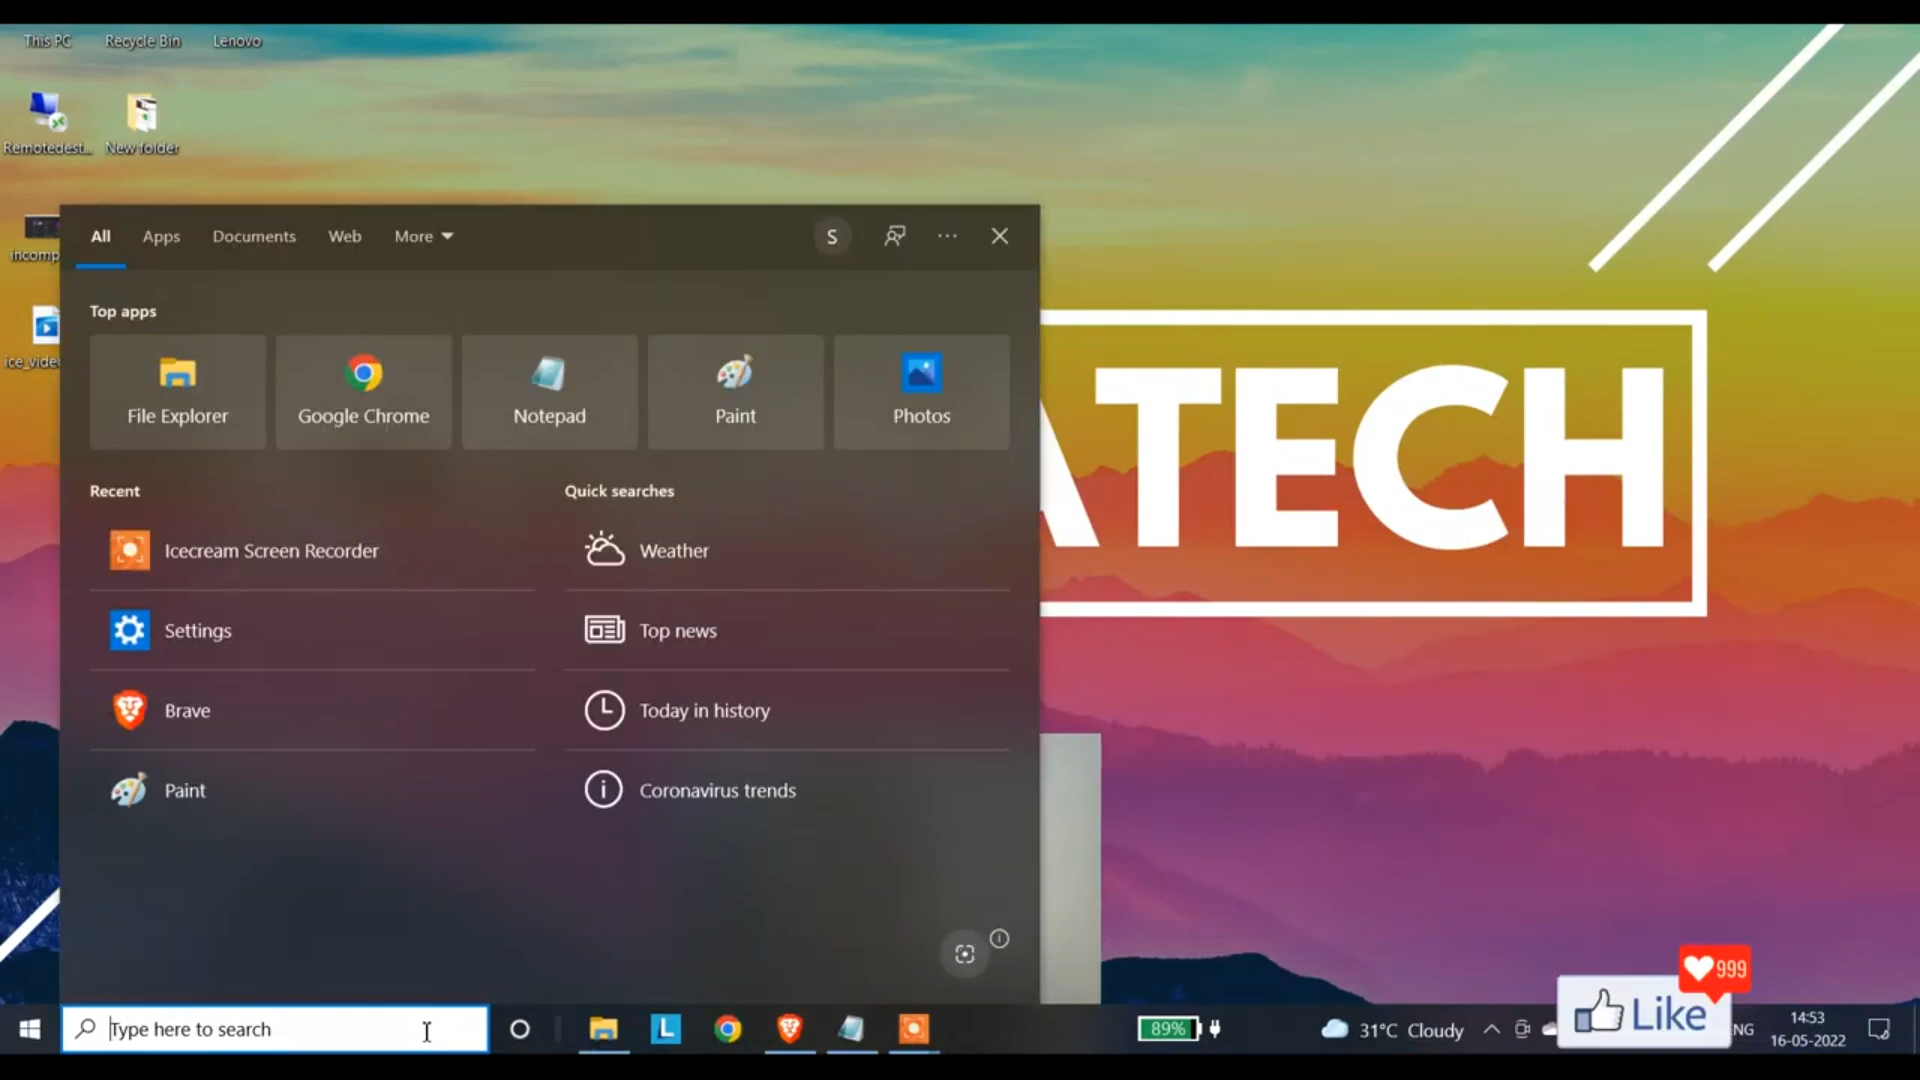 This PC
Recycle Bin
Lenovo
Remotedest...
New folder
incomp
ice_vide
All
Apps
Documents
Web
More
S
Top apps
File Explorer
Google Chrome
Notepad
Paint
Photos
Recent
Quick searches
Icecream Screen Recorder
Weather
Settings
Top news
Brave
Today in history
Paint
Coronavirus trends
ATECH
999
Like
Type here to search
L
89%
31°C Cloudy
NG
14:53
16-05-2022